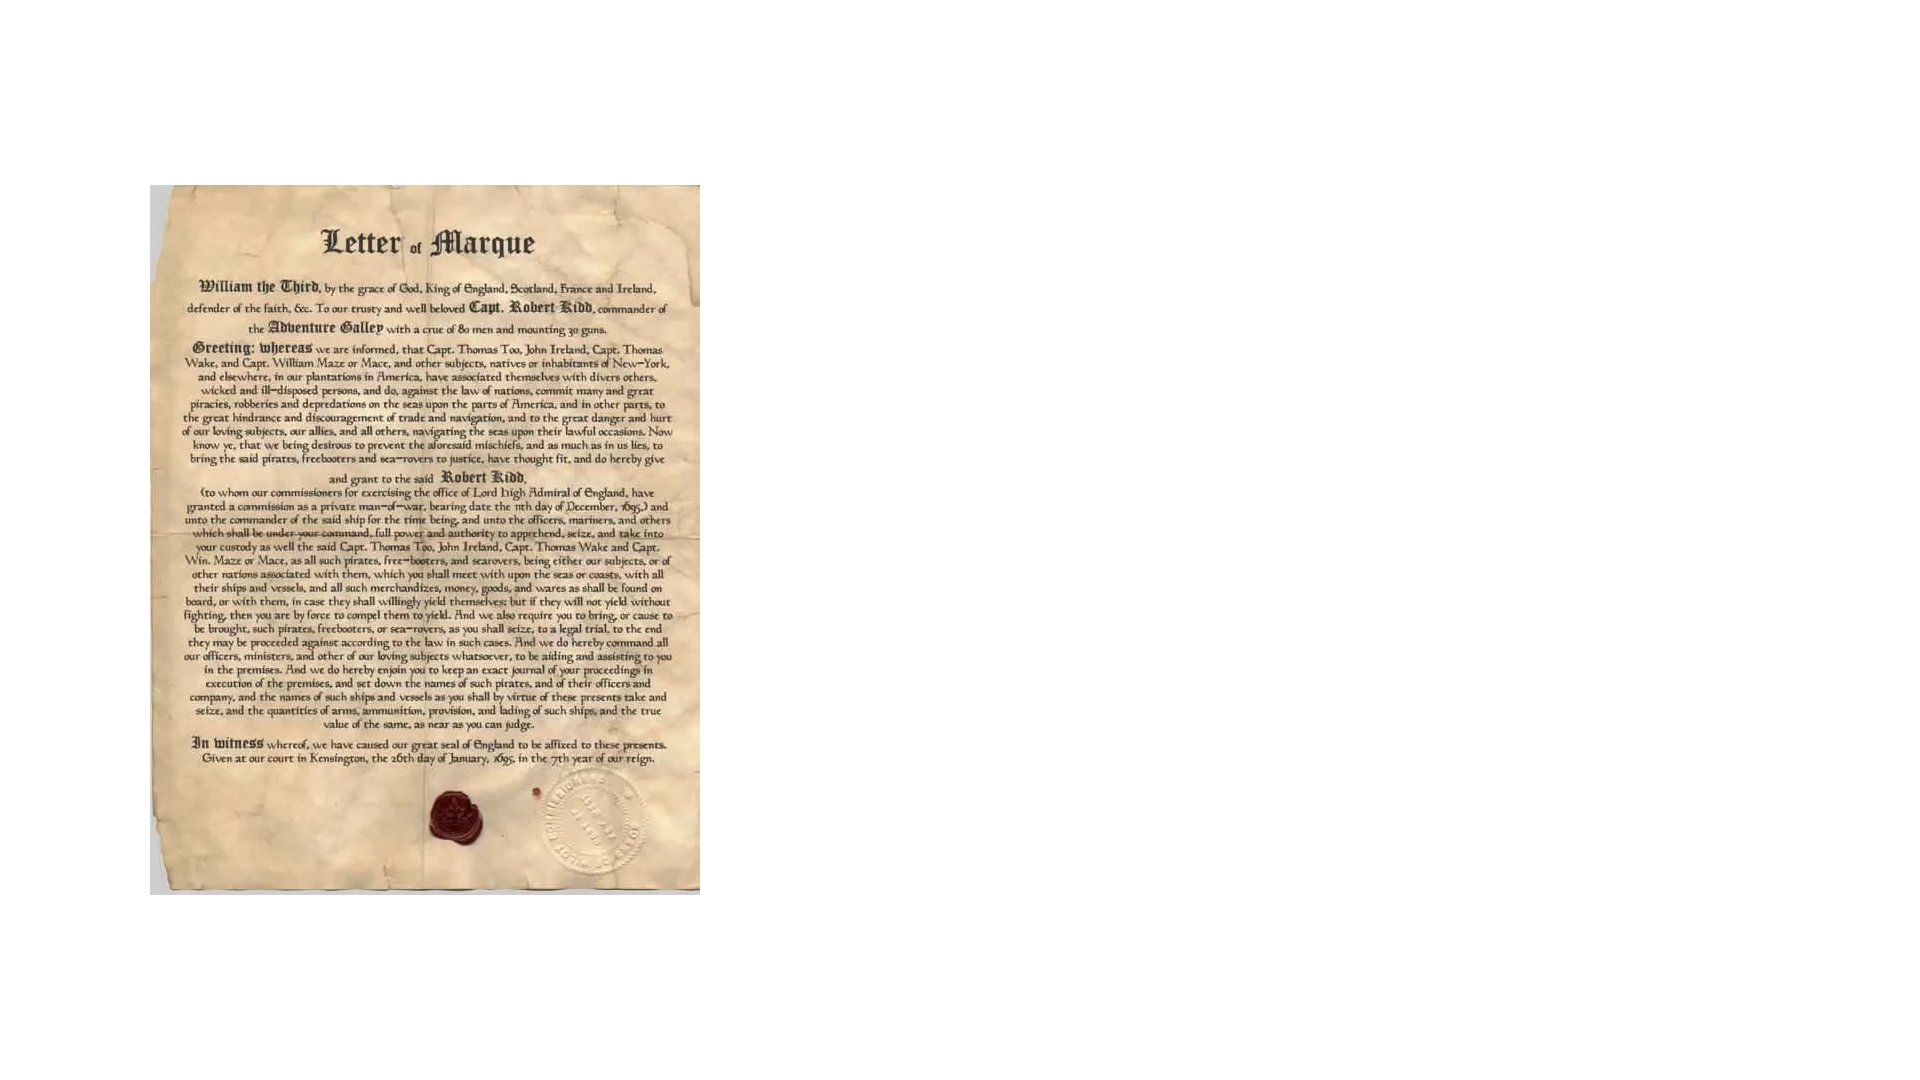 Letter of Marque
William the Third, by the grace of God, King of England, Scotland, France and Ireland,
defender of the faith, &c. To our trusty and well beloved Capt. Robert Kidd, commander of
the Adventure Galley with a crue of 80 men and mounting 30 guns.
Greeting: whereas we are informed, that Capt. Thomas Too, John Ireland, Capt. Thomas
Wake, and Capt. William Maze or Mace, and other subjects, natives or inhabitants of New-York,
and elsewhere, in our plantations in America, have associated themselves with divers others,
wicked and ill-disposed persons, and do, against the law of nations, commit many and great
piracies, robberies and depredations on the seas upon the parts of America, and in other parts, to
the great hindrance and discouragement of trade and navigation, and to the great danger and hurt
of our loving subjects, our allies, and all others, navigating the seas upon their lawful occasions. Now
know ye, that we being desirous to prevent the aforesaid mischiefs, and as much as in us lies, to
bring the said pirates, freebooters and sea-rovers to justice, have thought fit, and do hereby give
and grant to the said Robert Kidd,
(to whom our commissioners for exercising the office of Lord high Admiral of England, have
granted a commission as a private man-of-war, bearing date the 11th day of December, 1695,) and
unto the commander of the said ship for the time being, and unto the officers, mariners, and others
which shall be under your command, full power and authority to apprehend, seize, and take into
your custody as well the said Capt. Thomas Too, John Ireland, Capt. Thomas Wake and Capt.
Win. Maze or Mace, as all such pirates, free-booters, and searovers, being either our subjects, or of
other nations associated with them, which you shall meet with upon the seas or coasts, with all
their ships and vessels, and all such merchandizes, money, goods, and wares as shall be found on
board, or with them, in case they shall willingly yield themselves; but if they will not yield without
fighting, then you are by force to compel them to yield. And we also require you to bring, or cause to
be brought, such pirates, freebooters, or sea-rovers, as you shall seize, to a legal trial, to the end
they may be proceeded against according to the law in such cases. And we do hereby command all
our officers, ministers, and other of our loving subjects whatsoever, to be aiding and assisting to you
in the premises. And we do hereby enjoin you to keep an exact journal of your proceedings in
execution of the premises, and set down the names of such pirates, and of their officers and
company, and the names of such ships and vessels as you shall by virtue of these presents take and
seize, and the quantities of arms, ammunition, provision, and lading of such ships, and the true
value of the same, as near as you can judge.
In witness whereof, we have caused our great seal of England to be affixed to these presents.
Given at our court in Kensington, the 26th day of January, 1695, in the 7th year of our reign.